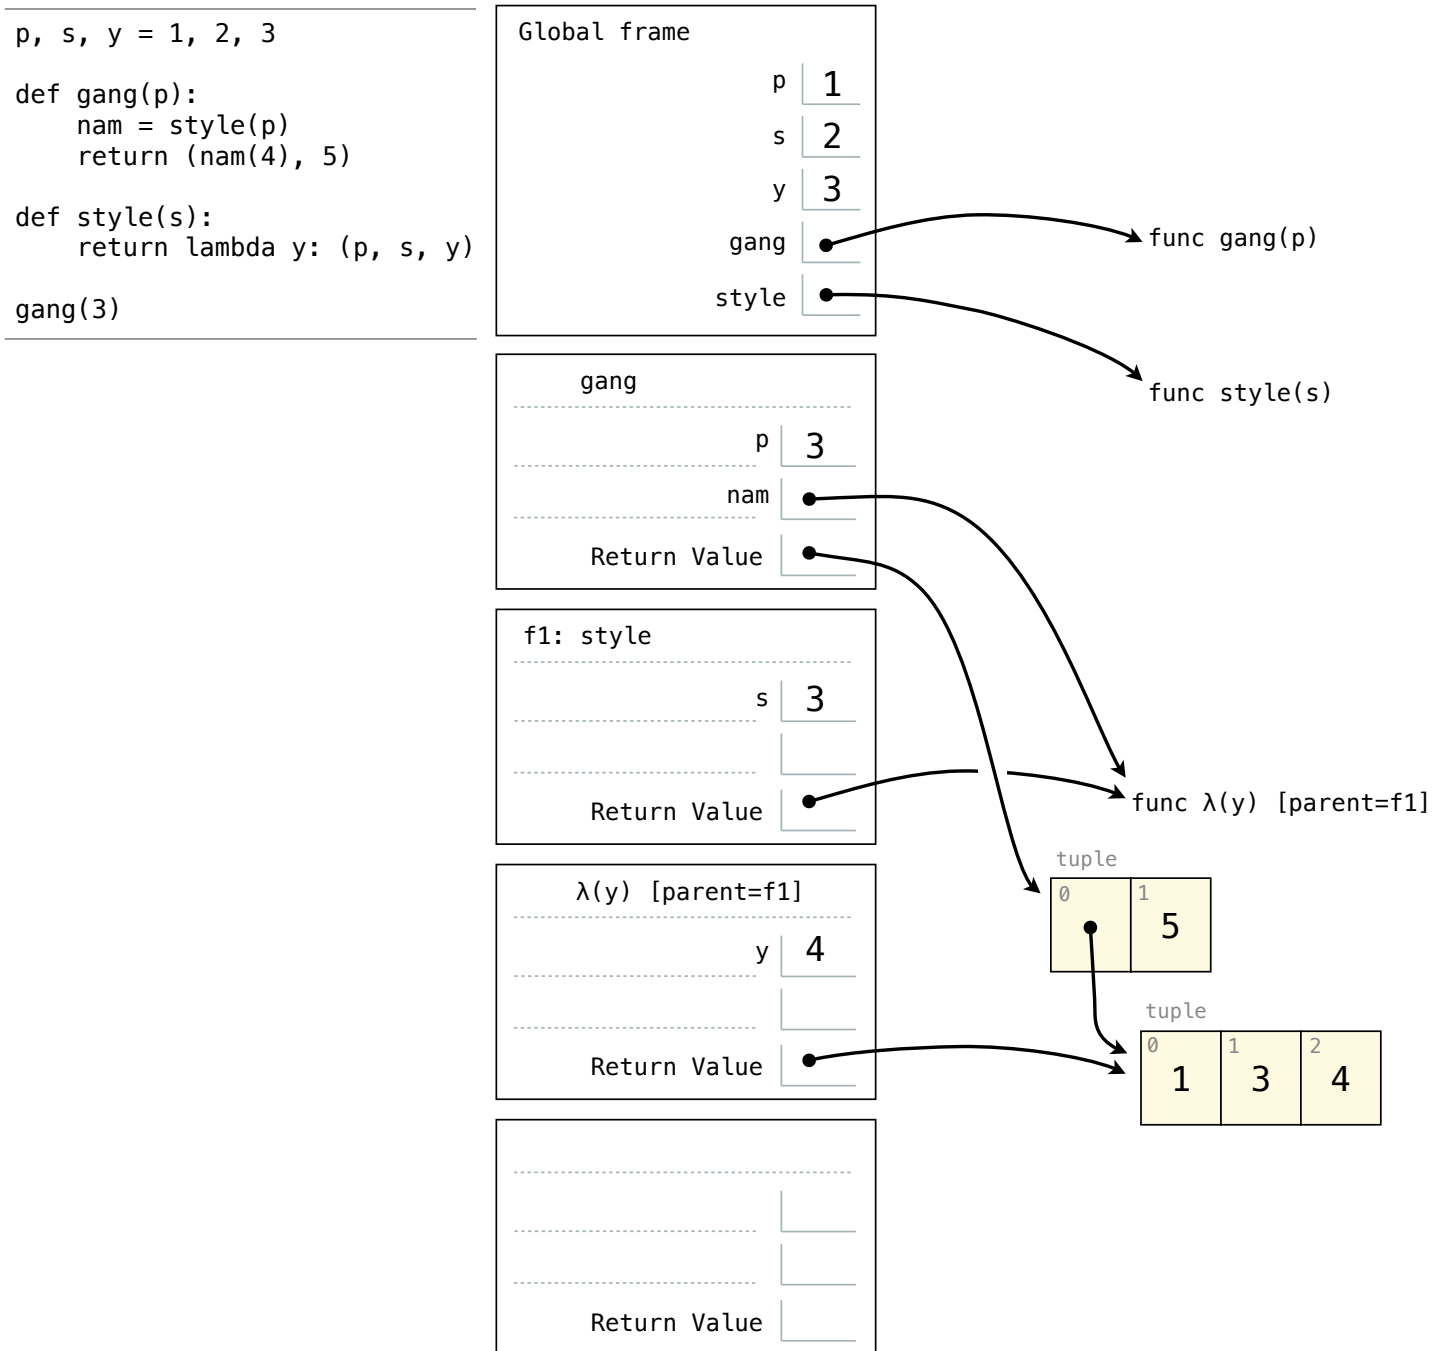 p, s, y = 1, 2, 3
def gang(p):
    nam = style(p)
    return (nam(4), 5)
def style(s):
    return lambda y: (p, s, y)
gang(3)
Global frame
p 1
s 2
y 3
gang
style
func gang(p)
func style(s)
gang
p 3
nam
Return Value
f1: style
s 3
Return Value
func λ(y) [parent=f1]
tuple
0 1
5
λ(y) [parent=f1]
y 4
Return Value
tuple
0 1 2
1 3 4
Return Value